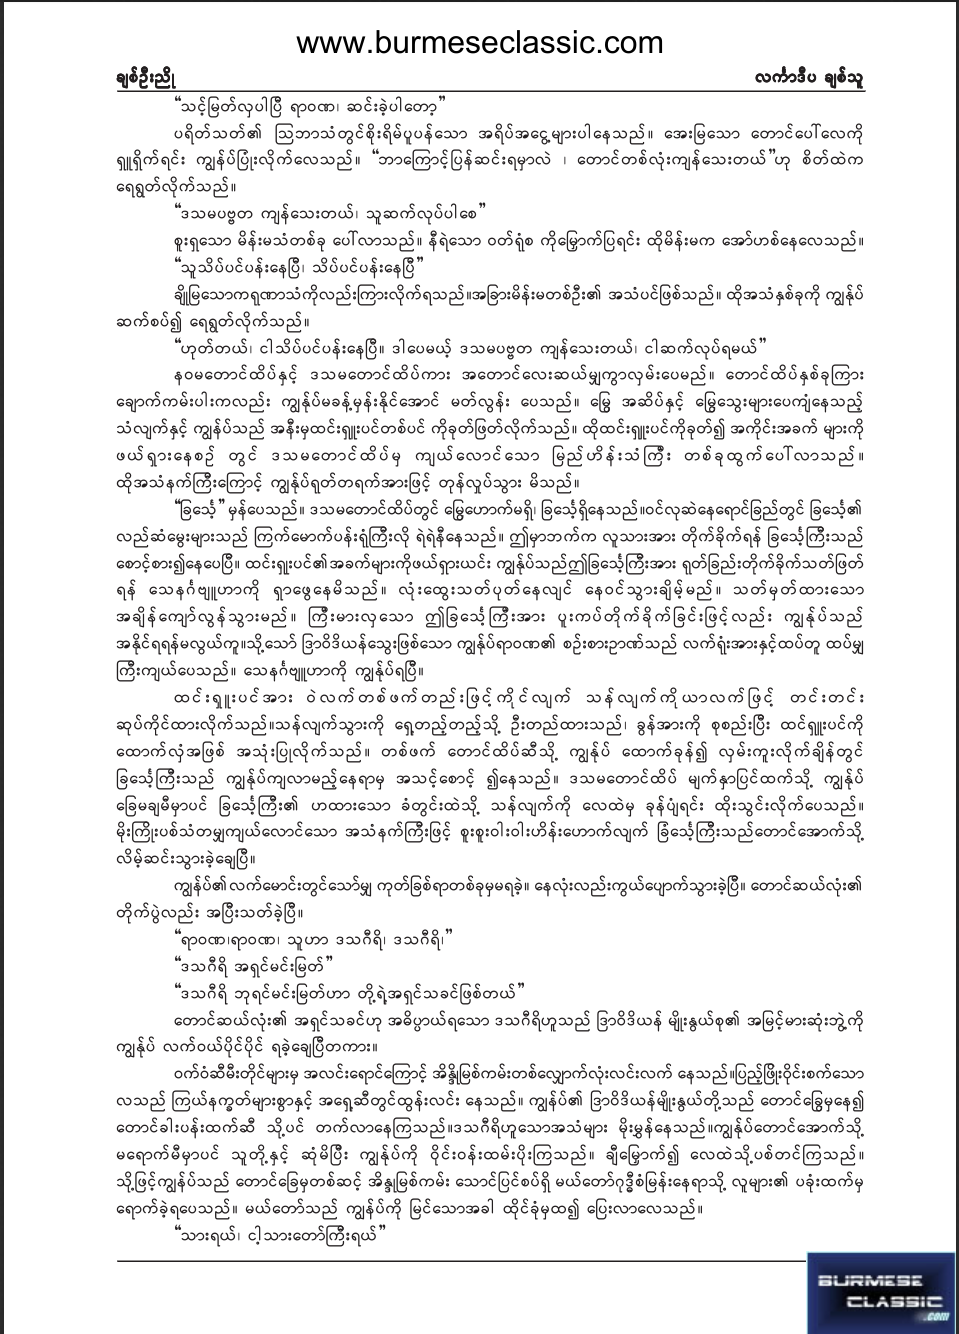 www.burmeseclassic.com
ချစ်ဦးညို လင်္ကာဒီပ ချစ်သူ
“သင့်မြတ်လှပါပြီ ရာဝဏ၊ ဆင်းခဲ့ပါတော့”
ပရိတ်သတ်၏ ဩဘာသံတွင်စိုးရိမ်ပူပန်သော အရိပ်အငွေ့များပါနေသည်။ အေးမြသော တောင်ပေါ်လေကို
ရှူရှိုက်ရင်း ကျွန်ုပ်ပြုံးလိုက်လေသည်။ “ဘာကြောင့်ပြန်ဆင်းရမှာလဲ ၊ တောင်တစ်လုံးကျန်သေးတယ်”ဟု စိတ်ထဲက
ရေရွတ်လိုက်သည်။
“ဒသမပဗ္ဗတ ကျန်သေးတယ်၊ သူဆက်လုပ်ပါစေ”
စူးရှသော မိန်းမသံတစ်ခု ပေါ်လာသည်။ နီရဲသော ဝတ်ရုံစ ကိုမြှောက်ပြရင်း ထိုမိန်းမက အော်ဟစ်နေလေသည်။
“သူသိပ်ပင်ပန်းနေပြီ၊ သိပ်ပင်ပန်းနေပြီ”
ချိုမြသောကရုဏာသံကိုလည်းကြားလိုက်ရသည်။အခြားမိန်းမတစ်ဦး၏ အသံပင်ဖြစ်သည်။ ထိုအသံနှစ်ခုကို ကျွန်ုပ်
ဆက်စပ်၍ ရေရွတ်လိုက်သည်။
“ဟုတ်တယ်၊ ငါသိပ်ပင်ပန်းနေပြီ။ ဒါပေမယ့် ဒသမပဗ္ဗတ ကျန်သေးတယ်၊ ငါဆက်လုပ်ရမယ်”
နဝမတောင်ထိပ်နှင့် ဒသမတောင်ထိပ်ကား အတောင်လေးဆယ်မျှကွာလှမ်းပေမည်။ တောင်ထိပ်နှစ်ခုကြား
ချောက်ကမ်းပါးကလည်း ကျွန်ုပ်မခန့်မှန်းနိုင်အောင် မတ်လွန်း ပေသည်။ မြွေ အဆိပ်နှင့် မြွေသွေးများပေကျံနေသည့်
သံလျက်နှင့် ကျွန်ုပ်သည် အနီးမှထင်းရှူးပင်တစ်ပင် ကိုခုတ်ဖြတ်လိုက်သည်။ ထိုထင်းရှူးပင်ကိုခုတ်၍ အကိုင်းအခက် များကို
ဖယ်ရှားနေစဉ် တွင် ဒသမတောင်ထိပ်မှ ကျယ်လောင်သော မြည်ဟိန်းသံကြီး တစ်ခုထွက်ပေါ်လာသည်။
ထိုအသံနက်ကြီးကြောင့် ကျွန်ုပ်ရုတ်တရက်အားဖြင့် တုန်လှုပ်သွား မိသည်။
“ခြင်္သေ့” မှန်ပေသည်။ ဒသမတောင်ထိပ်တွင် မြွေဟောက်မရှိ၊ ခြင်္သေ့ရှိနေသည်။ဝင်လုဆဲနေရောင်ခြည်တွင် ခြင်္သေ့၏
လည်ဆံမွေးများသည် ကြက်မောက်ပန်းရုံကြီးလို ရဲရဲနီနေသည်။ ဤမှာဘက်က လူသားအား တိုက်ခိုက်ရန် ခြင်္သေ့ကြီးသည်
စောင့်စား၍နေပေပြီ။ ထင်းရှူးပင်၏အခက်များကိုဖယ်ရှားယင်း ကျွန်ုပ်သည်ဤခြင်္သေ့ကြီးအား ရုတ်ခြည်းတိုက်ခိုက်သတ်ဖြတ်
ရန် သေနင်္ဂဗျူဟာကို ရှာဖွေနေမိသည်။ လုံးထွေးသတ်ပုတ်နေလျင် နေဝင်သွားချိမ့်မည်။ သတ်မှတ်ထားသော
အချိန်ကျော်လွန်သွားမည်။ ကြီးမားလှသော ဤခြင်္သေ့ကြီးအား ပူးကပ်တိုက်ခိုက်ခြင်းဖြင့်လည်း ကျွန်ုပ်သည်
အနိုင်ရရန်မလွယ်ကူ။သို့သော် ဒြာဝိဒိယန်သွေးဖြစ်သော ကျွန်ုပ်ရာဝဏ၏ စဉ်းစားဉာဏ်သည် လက်ရုံးအားနှင့်ထပ်တူ ထပ်မျှ
ကြီးကျယ်ပေသည်။ သေနင်္ဂဗျူဟာကို ကျွန်ုပ်ရပြီ။
ထင်းရှူးပင်အား ဝဲလက်တစ်ဖက်တည်းဖြင့်ကိုင်လျက် သန်လျက်ကိုယာလက်ဖြင့် တင်းတင်း
ဆုပ်ကိုင်ထားလိုက်သည်။သန်လျက်သွားကို ရှေ့တည့်တည့်သို့ ဦးတည်ထားသည်၊ ခွန်အားကို စုစည်းပြီး ထင်ရှူးပင်ကို
ထောက်လှံအဖြစ် အသုံးပြုလိုက်သည်။ တစ်ဖက် တောင်ထိပ်ဆီသို့ ကျွန်ုပ် ထောက်ခုန်၍ လှမ်းကူးလိုက်ချိန်တွင်
ခြင်္သေ့ကြီးသည် ကျွန်ုပ်ကျလာမည့်နေရာမှ အသင့်စောင့် ၍နေသည်။ ဒသမတောင်ထိပ် မျက်နှာပြင်ထက်သို့ ကျွန်ုပ်
ခြေမချမီမှာပင် ခြင်္သေ့ကြီး၏ ဟထားသော ခံတွင်းထဲသို့ သန်လျက်ကို လေထဲမှ ခုန်ပျံရင်း ထိုးသွင်းလိုက်ပေသည်။
မိုးကြိုးပစ်သံတမျှကျယ်လောင်သော အသံနက်ကြီးဖြင့် စူးစူးဝါးဝါးဟိန်းဟောက်လျက် ခြင်္သေ့ကြီးသည်တောင်အောက်သို့
လိမ့်ဆင်းသွားခဲ့ချေပြီ။
ကျွန်ုပ်၏လက်မောင်းတွင်သော်မျှ ကုတ်ခြစ်ရာတစ်ခုမှမရခဲ့။ နေလုံးလည်းကွယ်ပျောက်သွားခဲ့ပြီ။ တောင်ဆယ်လုံး၏
တိုက်ပွဲလည်း အပြီးသတ်ခဲ့ပြီ။
“ရာဝဏ၊ရာဝဏ၊ သူဟာ ဒသဂီရိ၊ ဒသဂီရိ၊”
“ဒသဂီရိ အရှင်မင်းမြတ်”
“ဒသဂီရိ ဘုရင်မင်းမြတ်ဟာ တို့ရဲ့အရှင်သခင်ဖြစ်တယ်”
တောင်ဆယ်လုံး၏ အရှင်သခင်ဟု အဓိပ္ပာယ်ရသော ဒသဂီရိဟူသည် ဒြာဝိဒိယန် မျိုးနွယ်စု၏ အမြင့်မားဆုံးဘွဲ့ကို
ကျွန်ုပ် လက်ဝယ်ပိုင်ပိုင် ရခဲ့ချေပြီတကား။
ဝက်ဝံဆီမီးတိုင်များမှ အလင်းရောင်ကြောင့် အိန္ဒိုမြစ်ကမ်းတစ်လျှောက်လုံးလင်းလက် နေသည်။ပြည့်ဖြိုးဝိုင်းစက်သော
လသည် ကြယ်နက္ခတ်များစွာနှင့် အရှေ့ဆီတွင်ထွန်းလင်း နေသည်။ ကျွန်ုပ်၏ ဒြာဝိဒိယန်မျိုးနွယ်တို့သည် တောင်ခြွေမှနေ၍
တောင်ခါးပန်းထက်ဆီ သို့ပင် တက်လာနေကြသည်။ဒသဂီရိဟူသောအသံများ မိုးမွှန်နေသည်။ကျွန်ုပ်တောင်အောက်သို့
မရောက်မီမှာပင် သူတို့နှင့် ဆုံမိပြီး ကျွန်ုပ်ကို ဝိုင်းဝန်းထမ်းပိုးကြသည်။ ချီမြှောက်၍ လေထဲသို့ပစ်တင်ကြသည်။
သို့ဖြင့်ကျွန်ုပ်သည် တောင်ခြေမှတစ်ဆင့် အိန္ဒုမြစ်ကမ်း သောင်ပြင်စပ်ရှိ မယ်တော်ဂုဒ္ဓိစံမြန်းနေရာသို့ လူများ၏ ပခုံးထက်မှ
ရောက်ခဲ့ရပေသည်။ မယ်တော်သည် ကျွန်ုပ်ကို မြင်သောအခါ ထိုင်ခုံမှထ၍ ပြေးလာလေသည်။
“သားရယ်၊ ငါ့သားတော်ကြီးရယ်”
BURMESE
CLASSIC
.com